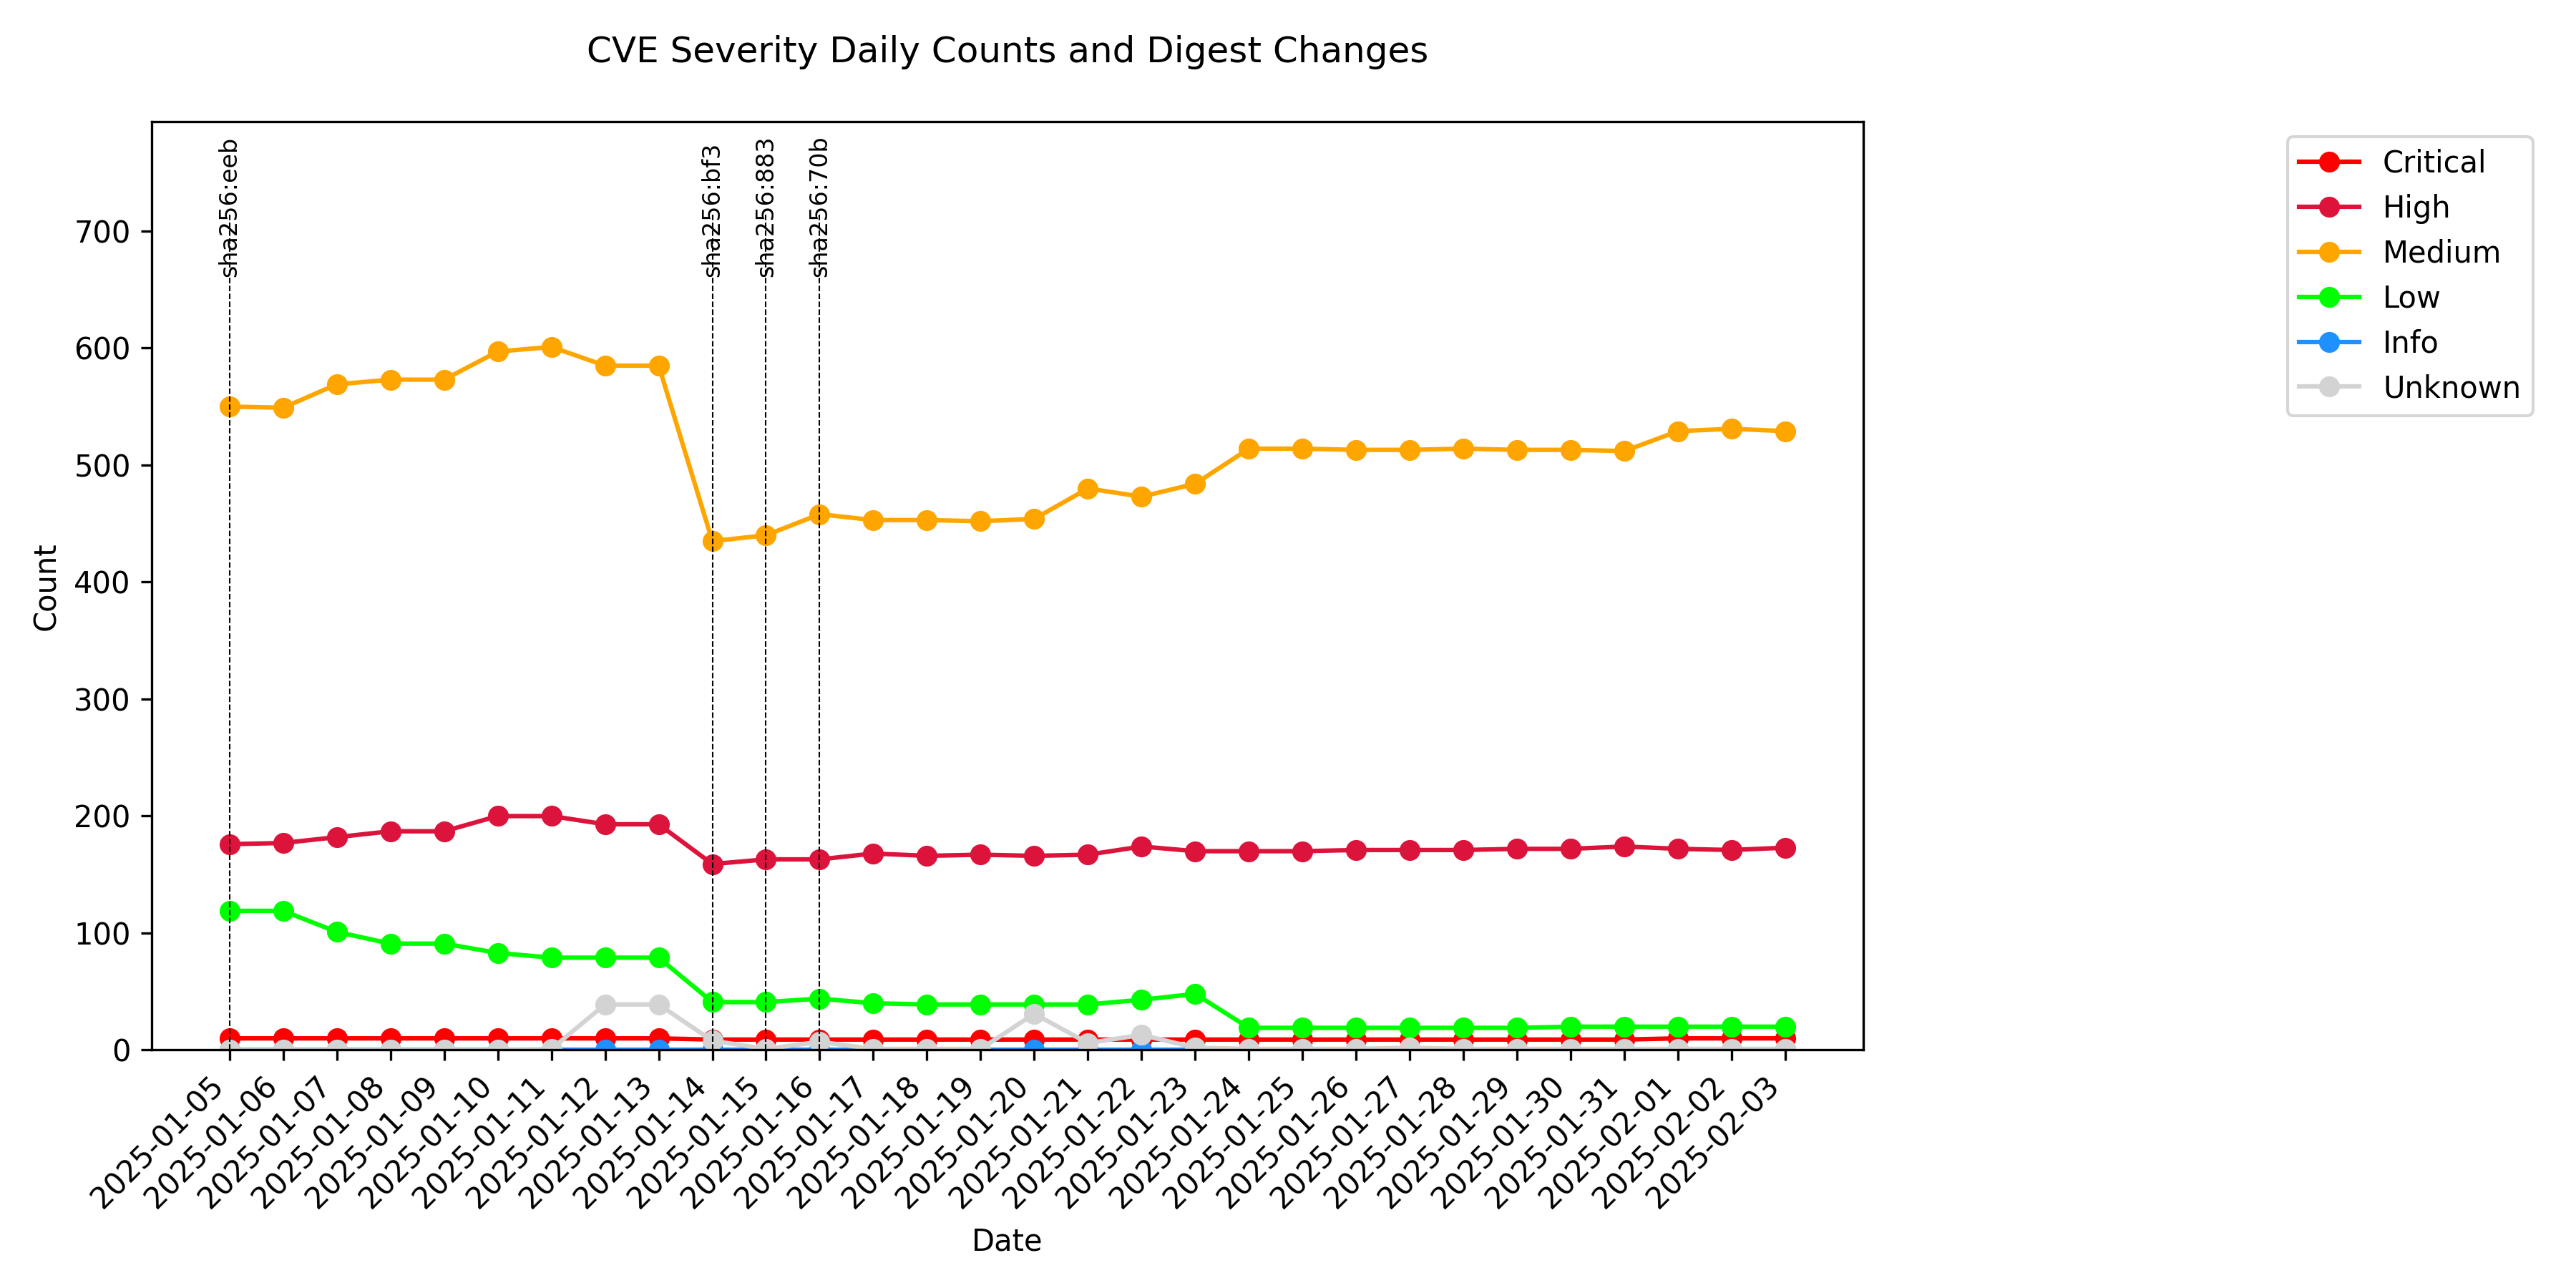 CVE Severity Daily Counts and Digest Changes
sha256:eeb
sha256:bf3
sha256:883
sha256:70b
Critical
High
Medium
Low
Info
Unknown
700
600
500
400
300
200
100
0
Count
2025-01-05
2025-01-06
2025-01-07
2025-01-08
2025-01-09
2025-01-10
2025-01-11
2025-01-12
2025-01-13
2025-01-14
2025-01-15
2025-01-16
2025-01-17
2025-01-18
2025-01-19
2025-01-20
2025-01-21
2025-01-22
2025-01-23
2025-01-24
2025-01-25
2025-01-26
2025-01-27
2025-01-28
2025-01-29
2025-01-30
2025-01-31
2025-02-01
2025-02-02
2025-02-03
Date